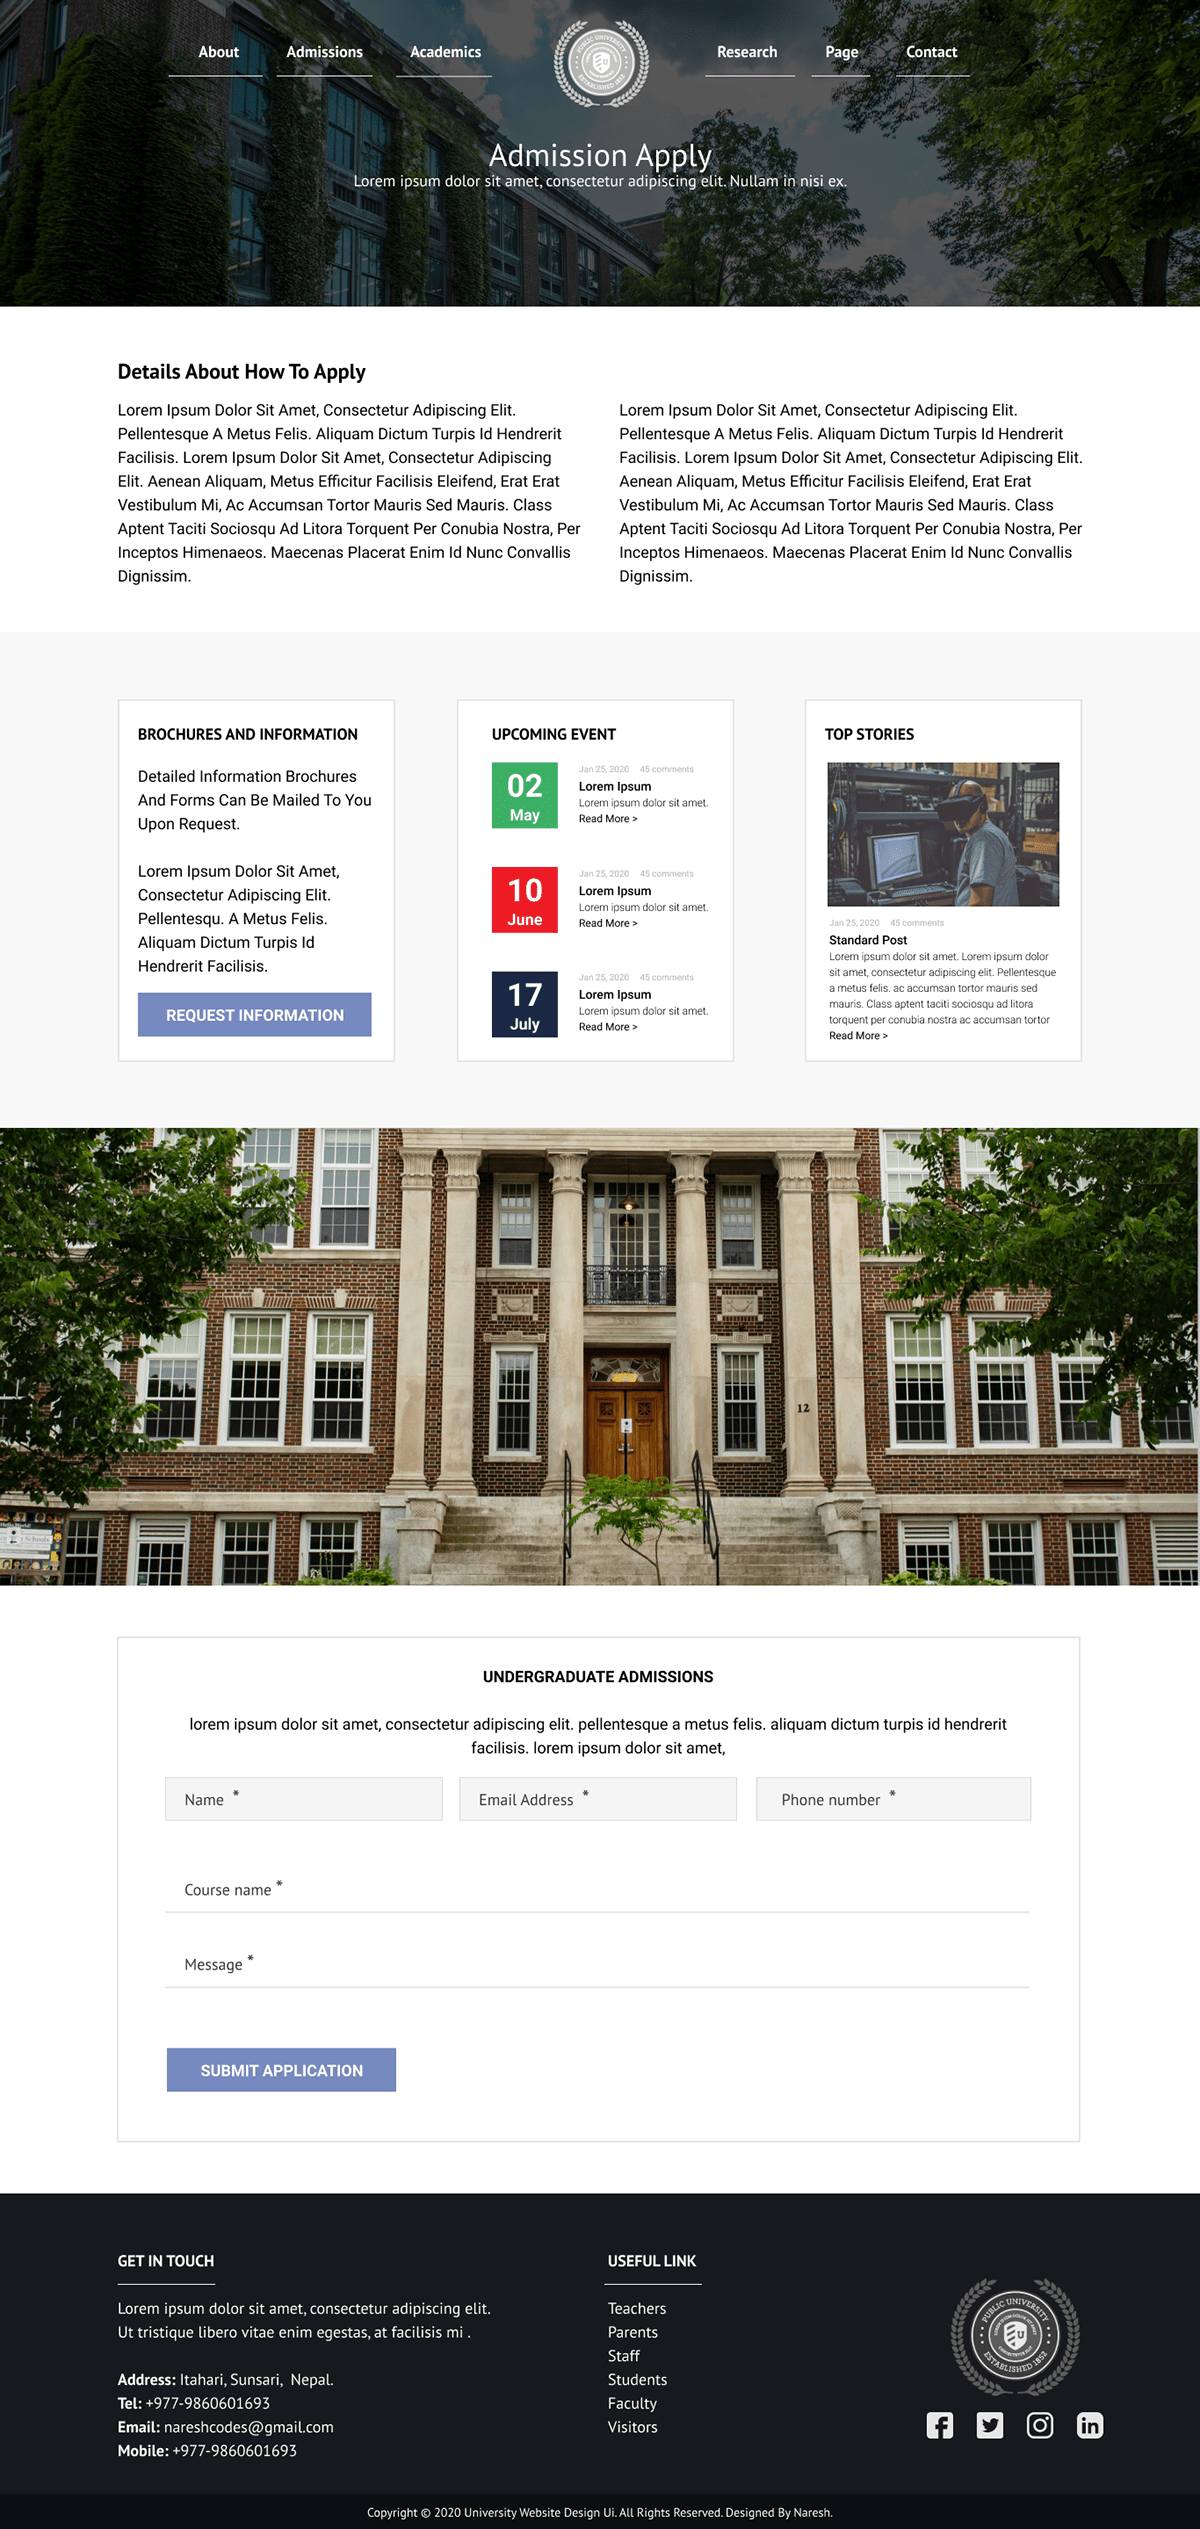 About
Admissions
Academics
PUBLIC UNIVERSITY
ESTABLISHED 1852
Research
Page
Contact
Admission Apply
Lorem ipsum dolor sit amet, consectetur adipiscing elit. Nullam in nisi ex.
Details About How To Apply
Lorem Ipsum Dolor Sit Amet, Consectetur Adipiscing Elit.
Pellentesque A Metus Felis. Aliquam Dictum Turpis Id Hendrerit
Facilisis. Lorem Ipsum Dolor Sit Amet, Consectetur Adipiscing
Elit. Aenean Aliquam, Metus Efficitur Facilisis Eleifend, Erat Erat
Vestibulum Mi, Ac Accumsan Tortor Mauris Sed Mauris. Class
Aptent Taciti Sociosqu Ad Litora Torquent Per Conubia Nostra, Per
Inceptos Himenaeos. Maecenas Placerat Enim Id Nunc Convallis
Dignissim.
Lorem Ipsum Dolor Sit Amet, Consectetur Adipiscing Elit.
Pellentesque A Metus Felis. Aliquam Dictum Turpis Id Hendrerit
Facilisis. Lorem Ipsum Dolor Sit Amet, Consectetur Adipiscing Elit.
Aenean Aliquam, Metus Efficitur Facilisis Eleifend, Erat Erat
Vestibulum Mi, Ac Accumsan Tortor Mauris Sed Mauris. Class
Aptent Taciti Sociosqu Ad Litora Torquent Per Conubia Nostra, Per
Inceptos Himenaeos. Maecenas Placerat Enim Id Nunc Convallis
Dignissim.
BROCHURES AND INFORMATION
Detailed Information Brochures
And Forms Can Be Mailed To You
Upon Request.
Lorem Ipsum Dolor Sit Amet,
Consectetur Adipiscing Elit.
Pellentesqu. A Metus Felis.
Aliquam Dictum Turpis Id
Hendrerit Facilisis.
REQUEST INFORMATION
UPCOMING EVENT
02
May
Jan 25, 2020 45 comments
Lorem Ipsum
Lorem ipsum dolor sit amet.
Read More >
10
June
Jan 25, 2020 45 comments
Lorem Ipsum
Lorem ipsum dolor sit amet.
Read More >
17
July
Jan 25, 2020 45 comments
Lorem Ipsum
Lorem ipsum dolor sit amet.
Read More >
TOP STORIES
Jan 25, 2020 45 comments
Standard Post
Lorem ipsum dolor sit amet. Lorem ipsum dolor
sit amet, consectetur adipiscing elit. Pellentesque
a metus felis. ac accumsan tortor mauris sed
mauris. Class aptent taciti sociosqu ad litora
torquent per conubia nostra ac accumsan tortor
Read More >
12
UNDERGRADUATE ADMISSIONS
lorem ipsum dolor sit amet, consectetur adipiscing elit. pellentesque a metus felis. aliquam dictum turpis id hendrerit
facilisis. lorem ipsum dolor sit amet,
Name *
Email Address *
Phone number *
Course name *
Message *
SUBMIT APPLICATION
GET IN TOUCH
Lorem ipsum dolor sit amet, consectetur adipiscing elit.
Ut tristique libero vitae enim egestas, at facilisis mi .
Address: Itahari, Sunsari, Nepal.
Tel: +977-9860601693
Email: nareshcodes@gmail.com
Mobile: +977-9860601693
USEFUL LINK
Teachers
Parents
Staff
Students
Faculty
Visitors
PUBLIC UNIVERSITY
U
ESTABLISHED 1852
Copyright © 2020 University Website Design Ui. All Rights Reserved. Designed By Naresh.